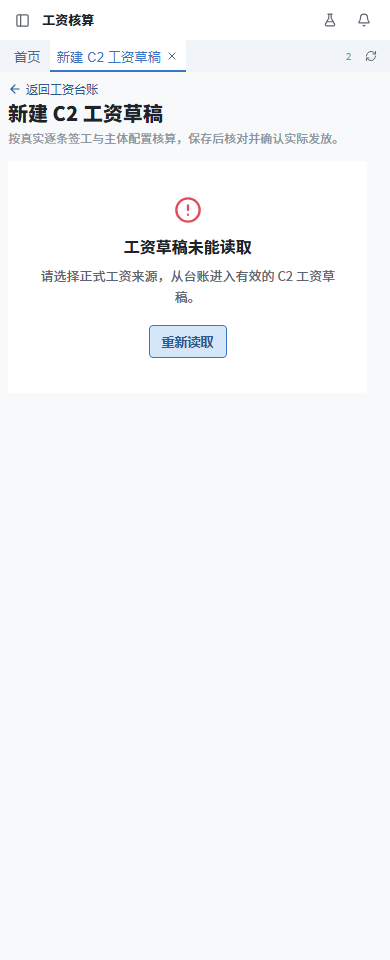 工资核算
首页 新建 C2 工资草稿 2
返回工资台账
新建 C2 工资草稿
按真实逐条签工与主体配置核算，保存后核对并确认实际发放。
工资草稿未能读取
请选择正式工资来源，从台账进入有效的 C2 工资草
稿。
重新读取